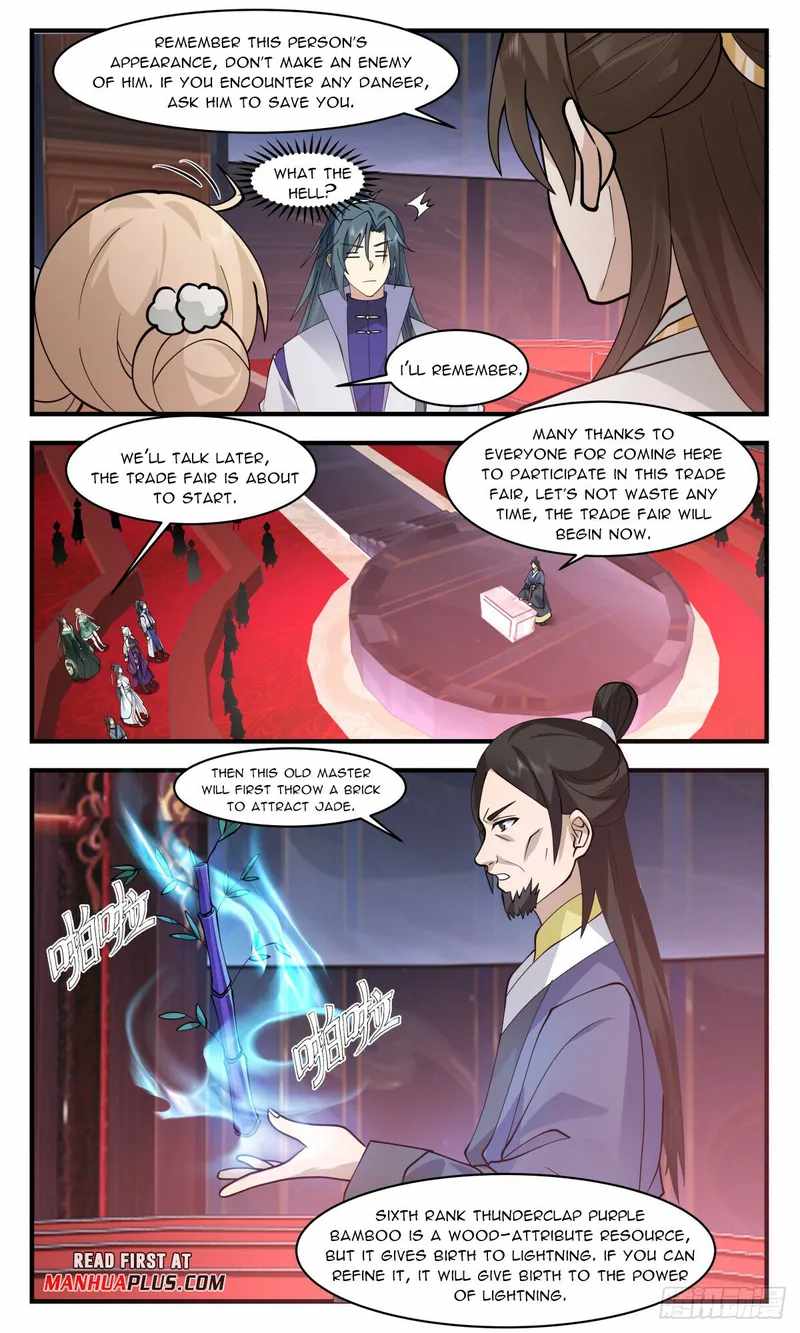 REMEMBER THIS PERSON'S
APPEARANCE, DON'T MAKE AN ENEMY
OF HIM. IF YOU ENCOUNTER ANY DANGER,
ASK HIM TO SAVE YOU.
WHAT THE
HELL?
I'LL REMEMBER.
WE'LL TALK LATER,
THE TRADE FAIR IS ABOUT
TO START.
MANY THANKS TO
EVERYONE FOR COMING HERE
TO PARTICIPATE IN THIS TRADE
FAIR, LET'S NOT WASTE ANY
TIME, THE TRADE FAIR WILL
BEGIN NOW.
THEN THIS OLD MASTER
WILL FIRST THROW A BRICK
TO ATTRACT JADE.
啪啦
啪啦
SIXTH RANK THUNDERCLAP PURPLE
BAMBOO IS A WOOD-ATTRIBUTE RESOURCE,
BUT IT GIVES BIRTH TO LIGHTNING. IF YOU CAN
REFINE IT, IT WILL GIVE BIRTH TO THE POWER
OF LIGHTNING.
READ FIRST AT
MANHUAPLUS.COM